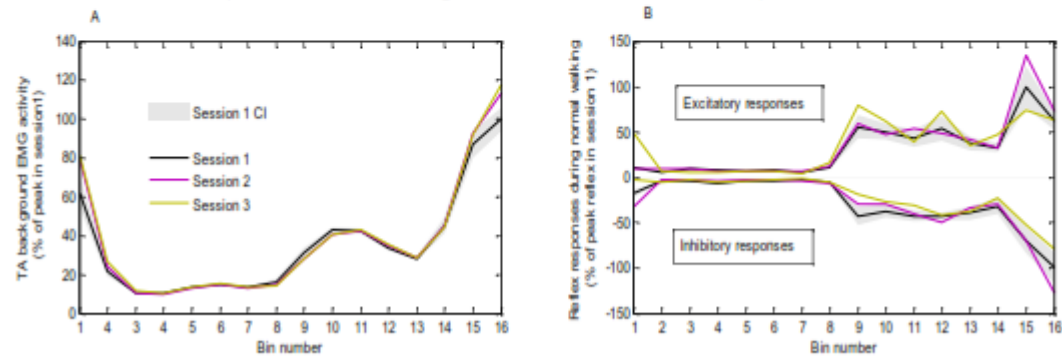 A
TA background EMG activity
(% of peak in session1)
140
120
100
80
60
40
20
0
Session 1 CI
Session 1
Session 2
Session 3
1 4 3 4 5 6 7 8 9 10 11 12 13 14 15 16
Bin number
B
Reflex responses during normal walking
(% of peak reflex in session 1)
150
100
50
0
-50
-100
-150
Excitatory responses
Inhibitory responses
1 2 3 4 5 6 7 8 9 10 11 12 13 14 15 16
Bin number